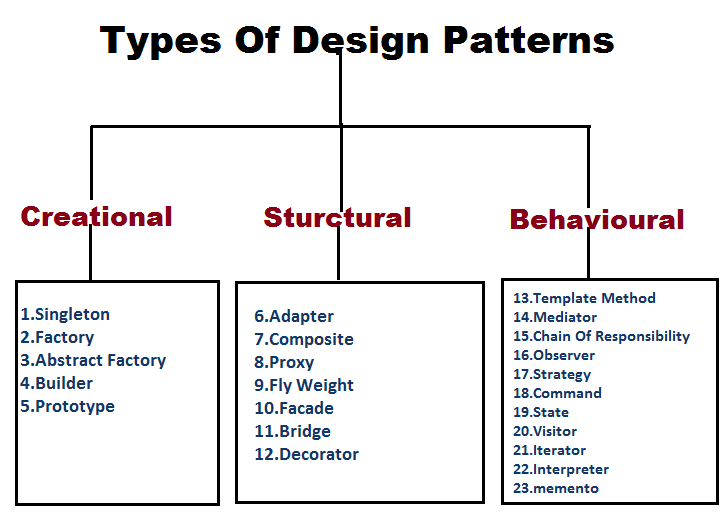 Types Of Design Patterns
Creational
Sturctural
Behavioural
1.Singleton
2.Factory
3.Abstract Factory
4.Builder
5.Prototype
6.Adapter
7.Composite
8.Proxy
9.Fly Weight
10.Facade
11.Bridge
12.Decorator
13.Template Method
14.Mediator
15.Chain Of Responsibility
16.Observer
17.Strategy
18.Command
19.State
20.Visitor
21.Iterator
22.Interpreter
23.memento